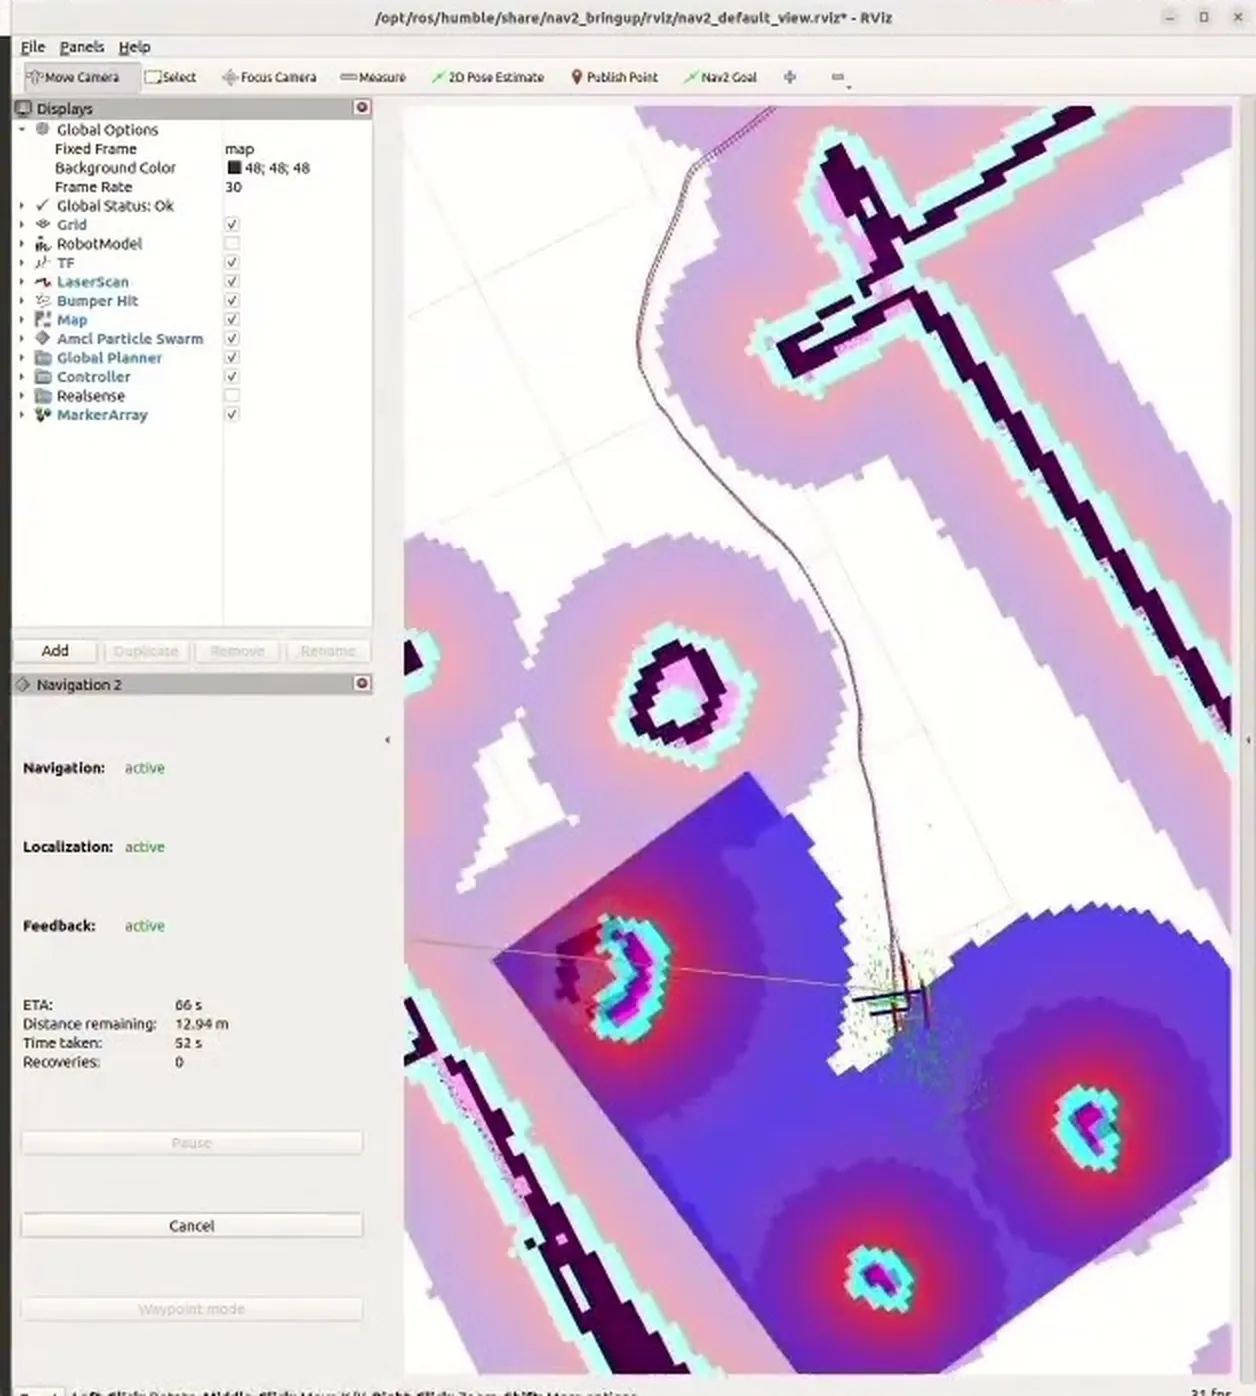 /opt/ros/humble/share/nav2_bringup/rviz/nav2_default_view.rviz* - RViz
File Panels Help
Move Camera Select Focus Camera Measure 2D Pose Estimate Publish Point Nav2 Goal
Displays
Global Options
Fixed Frame map
Background Color 48; 48; 48
Frame Rate 30
Global Status: Ok
Grid
RobotModel
TF
LaserScan
Bumper Hit
Map
Amcl Particle Swarm
Global Planner
Controller
Realsense
MarkerArray
Add Duplicate Remove Rename
Navigation 2
Navigation: active
Localization: active
Feedback: active
ETA: 66 s
Distance remaining: 12.94 m
Time taken: 52 s
Recoveries: 0
Pause
Cancel
Waypoint mode
31 fps